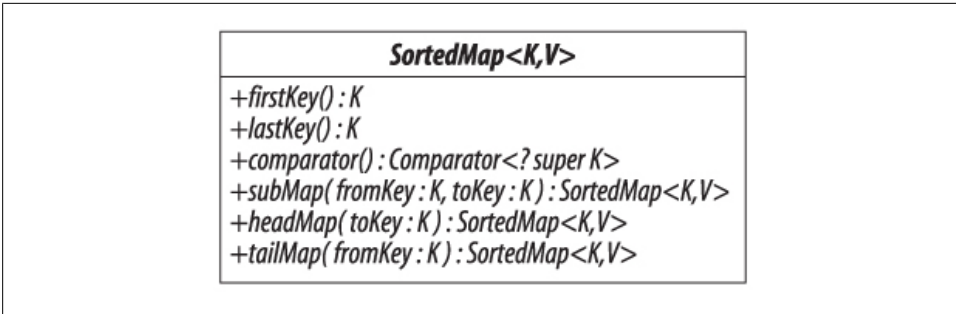 SortedMap<K,V>
+firstKey() : K
+lastKey() : K
+comparator() : Comparator<? super K>
+subMap( fromKey : K, toKey : K ) : SortedMap<K,V>
+headMap( toKey : K ) : SortedMap<K,V>
+tailMap( fromKey : K ) : SortedMap<K,V>